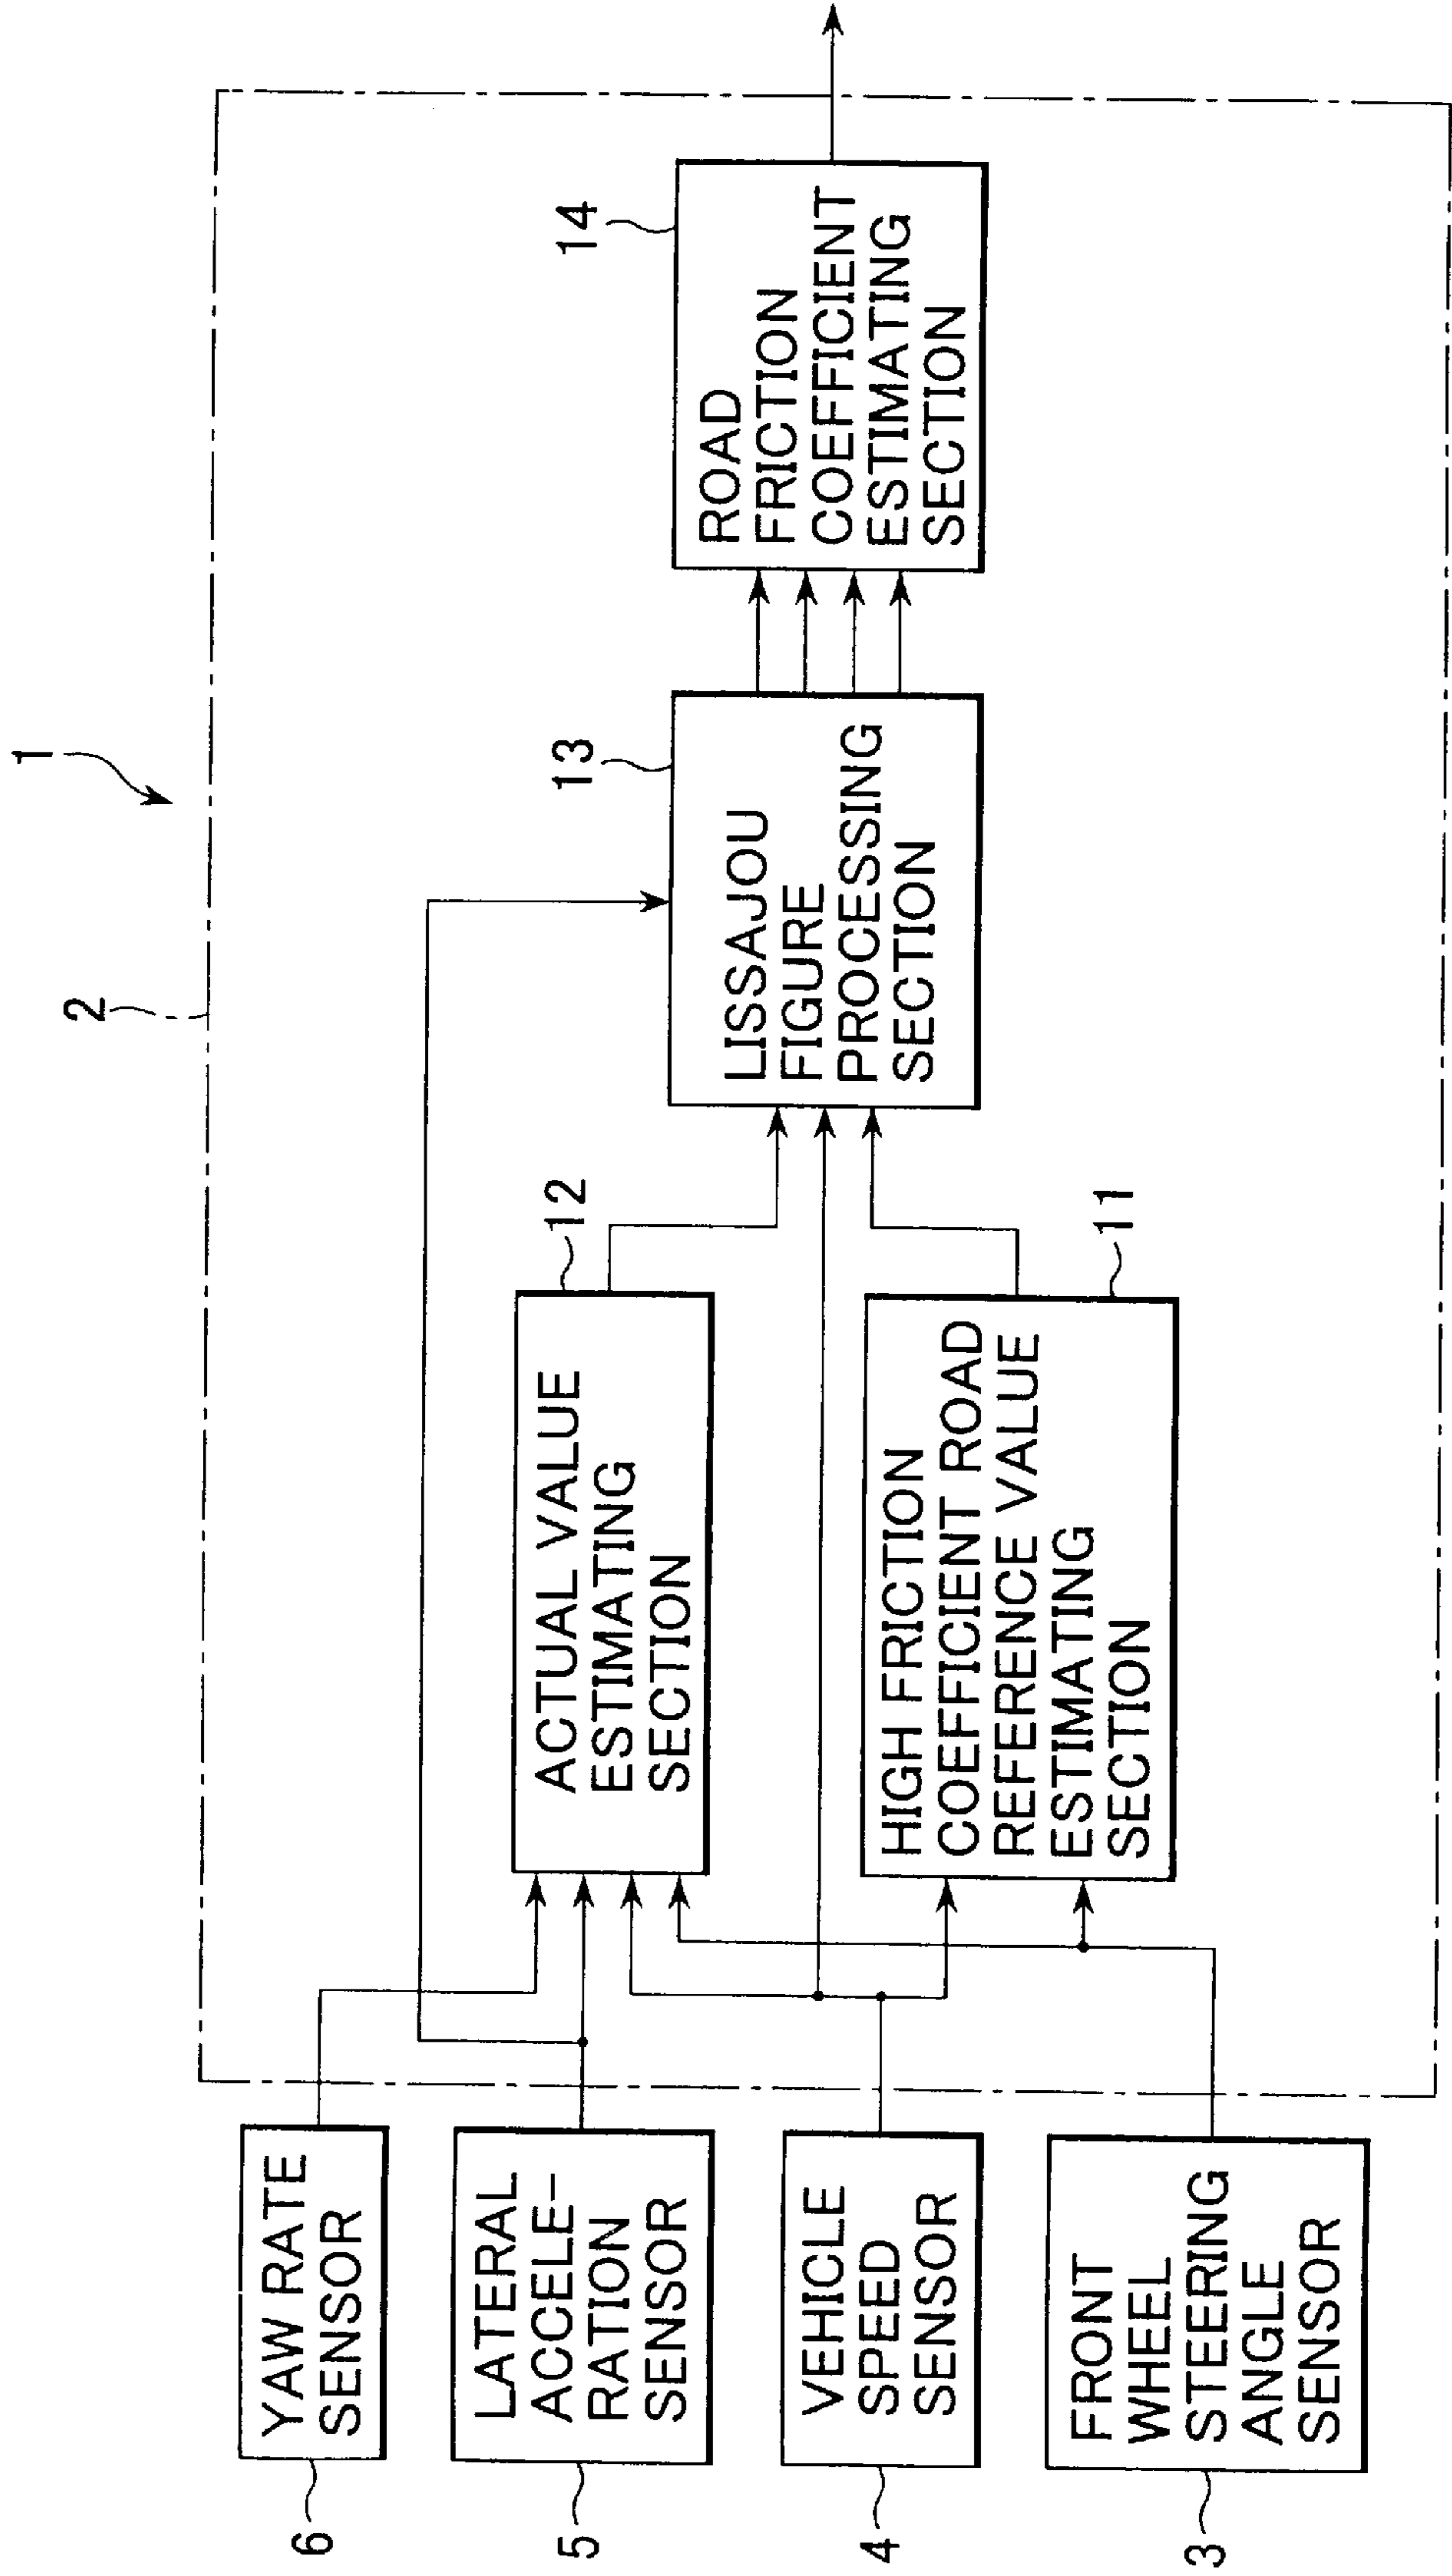 1
2
YAW RATE
SENSOR
6
LATERAL
ACCELE-
RATION
SENSOR
5
VEHICLE
SPEED
SENSOR
4
FRONT
WHEEL
STEERING
ANGLE
SENSOR
3
ACTUAL VALUE
ESTIMATING
SECTION
12
HIGH FRICTION
COEFFICIENT ROAD
REFERENCE VALUE
ESTIMATING
SECTION
11
LISSAJOU
FIGURE
PROCESSING
SECTION
13
ROAD
FRICTION
COEFFICIENT
ESTIMATING
SECTION
14